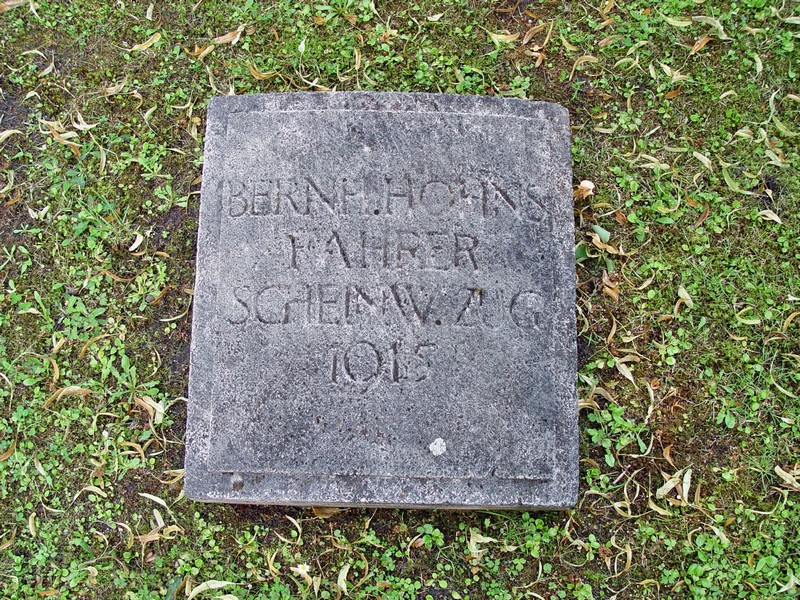 BERNH. HOHNS
FAHRER
SCHEINW. ZUG
1915